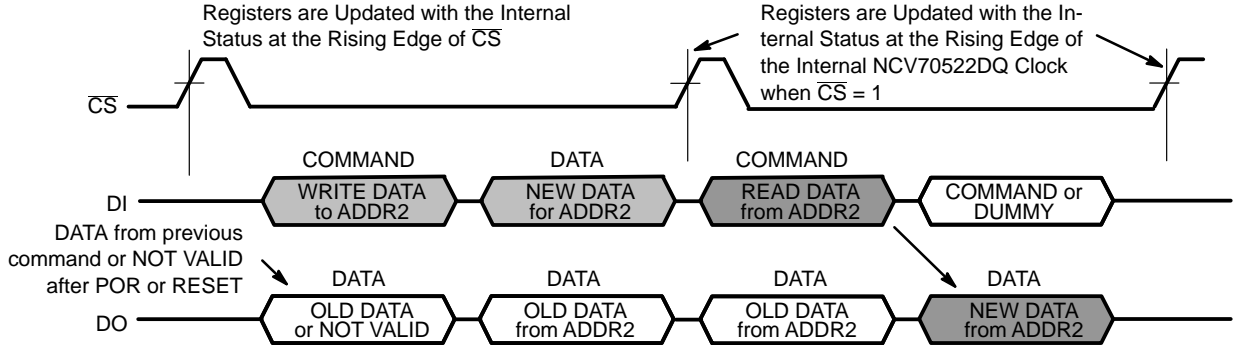 Registers are Updated with the Internal
Status at the Rising Edge of CS
Registers are Updated with the In-
ternal Status at the Rising Edge of
the Internal NCV70522DQ Clock
when CS = 1
CS
COMMAND
DATA
COMMAND
DI
WRITE DATA
to ADDR2
NEW DATA
for ADDR2
READ DATA
from ADDR2
COMMAND or
DUMMY
DATA from previous
command or NOT VALID
after POR or RESET
DATA
DATA
DATA
DATA
DO
OLD DATA
or NOT VALID
OLD DATA
from ADDR2
OLD DATA
from ADDR2
NEW DATA
from ADDR2